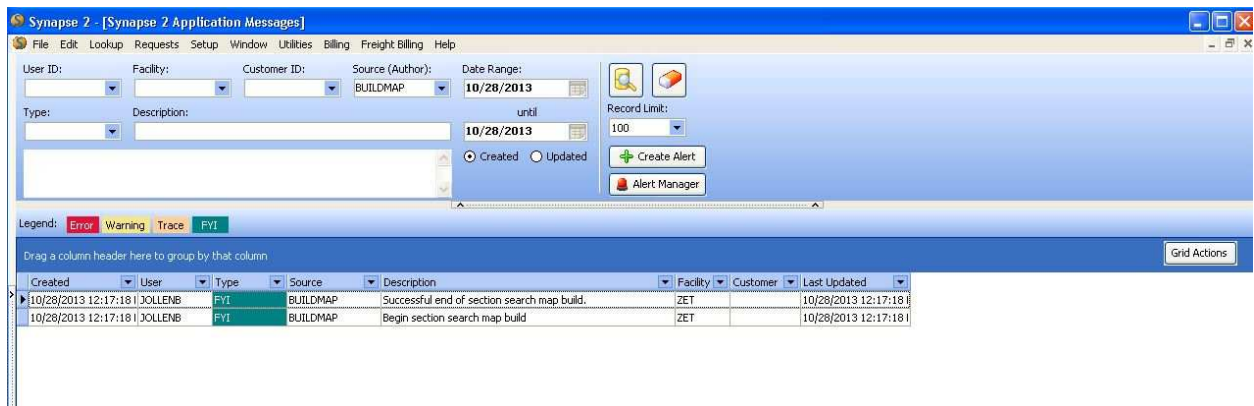 Synapse 2 - [Synapse 2 Application Messages]
File Edit Lookup Requests Setup Window Utilities Billing Freight Billing Help
User ID: Facility: Customer ID: Source (Author): Date Range:
BUILDMAP 10/28/2013
Type: Description: until Record Limit:
10/28/2013 100
Created Updated Create Alert
Alert Manager
Legend: Error Warning Trace FYI
Drag a column header here to group by that column Grid Actions
Created User Type Source Description Facility Customer Last Updated
10/28/2013 12:17:18 JOLLENB FYI BUILDMAP Successful end of section search map build. ZET 10/28/2013 12:17:18
10/28/2013 12:17:18 JOLLENB FYI BUILDMAP Begin section search map build ZET 10/28/2013 12:17:18